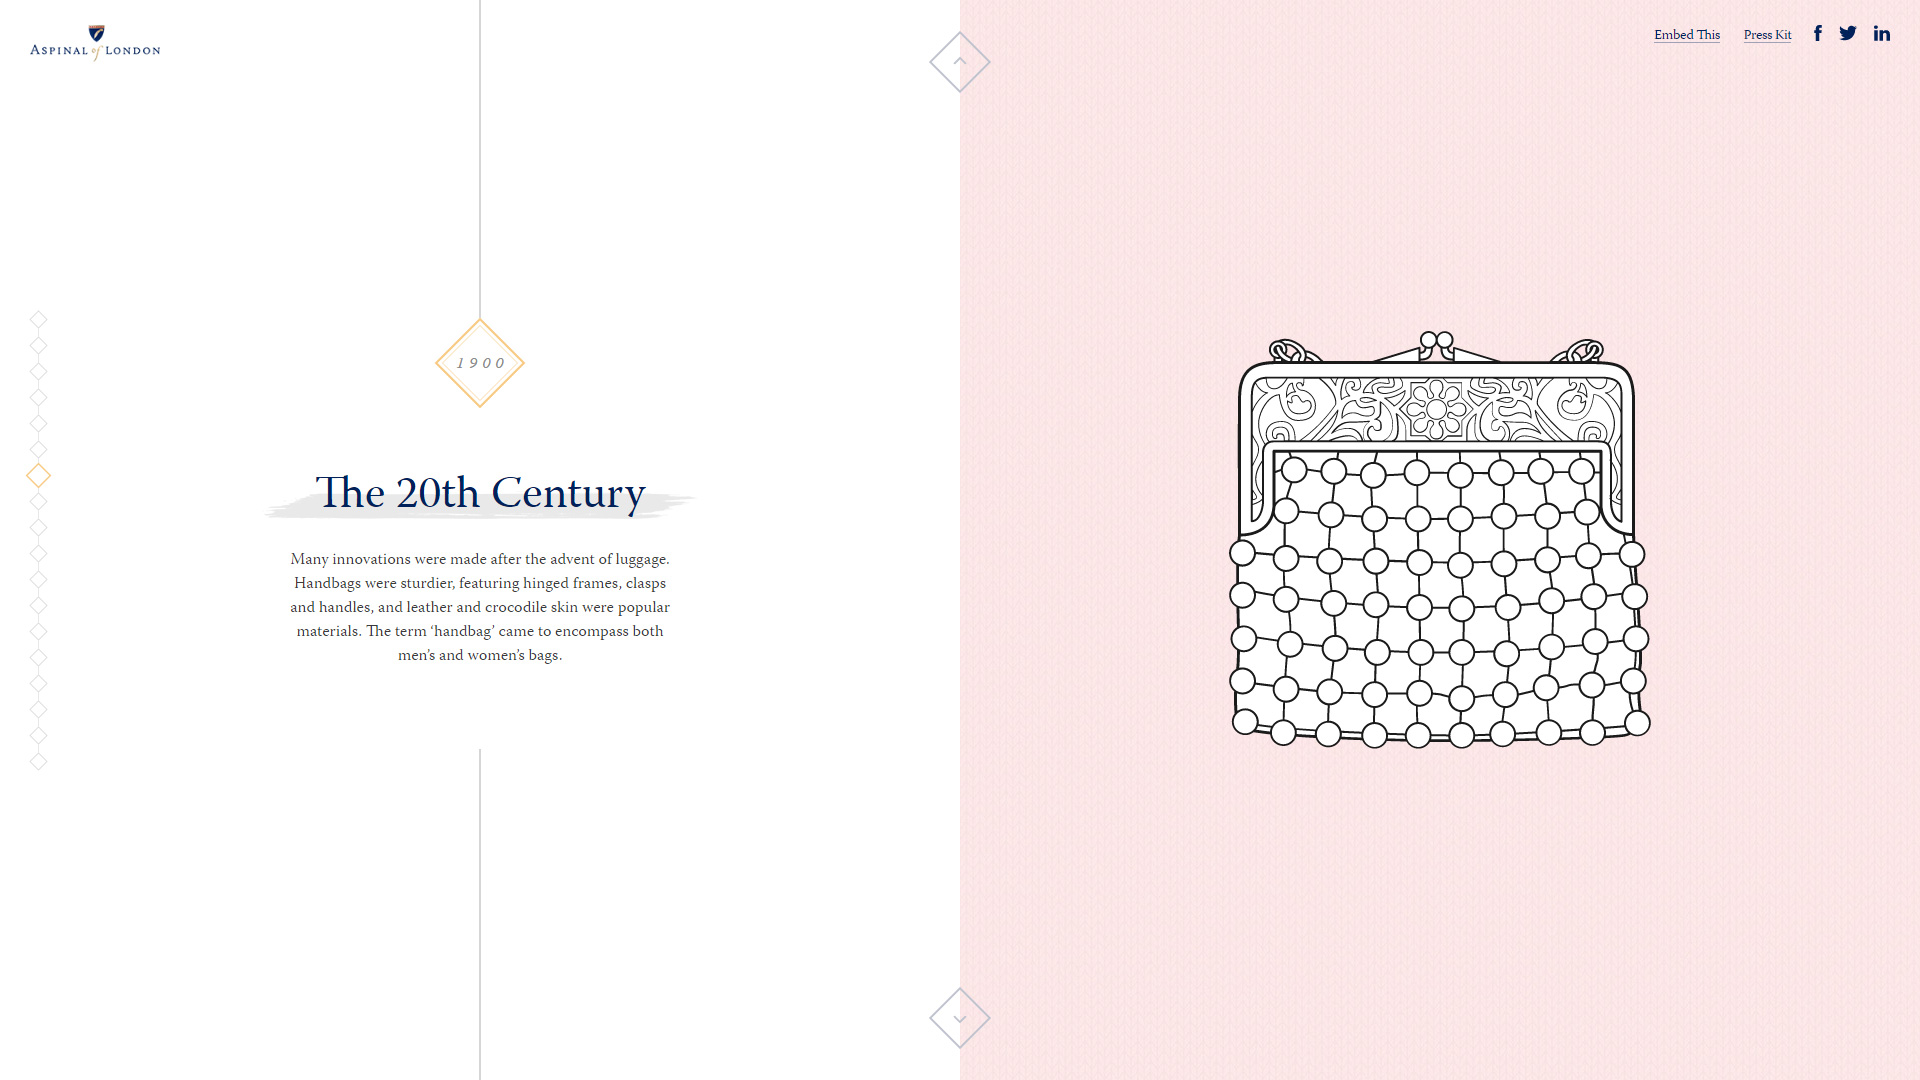 ASPINAL of LONDON
Embed This
Press Kit
1900
The 20th Century
Many innovations were made after the advent of luggage.
Handbags were sturdier, featuring hinged frames, clasps
and handles, and leather and crocodile skin were popular
materials. The term ‘handbag’ came to encompass both
men’s and women’s bags.